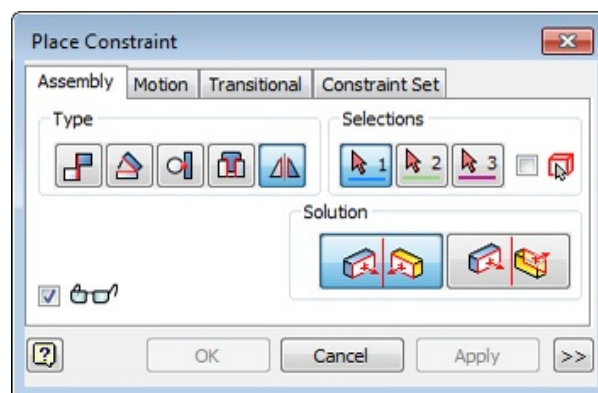 Place Constraint
Assembly Motion Transitional Constraint Set
Type Selections
1 2 3
Solution
? OK Cancel Apply >>